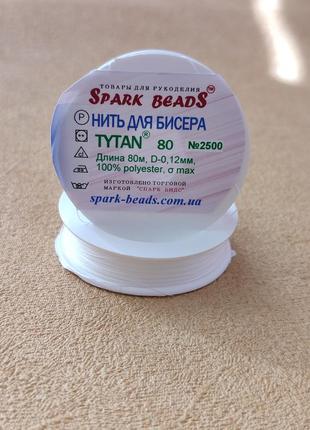 ТОВАРЫ ДЛЯ РУКОДЕЛИЯ
SPARK BEADS™
P
НИТЬ ДЛЯ БИСЕРА
TYTAN® 80 №2500
Длина 80м, D-0,12мм,
100% polyester, σ max
ИЗГОТОВЛЕНО ТОРГОВОЙ
МАРКОЙ "СПАРК БИДС"
spark-beads.com.ua